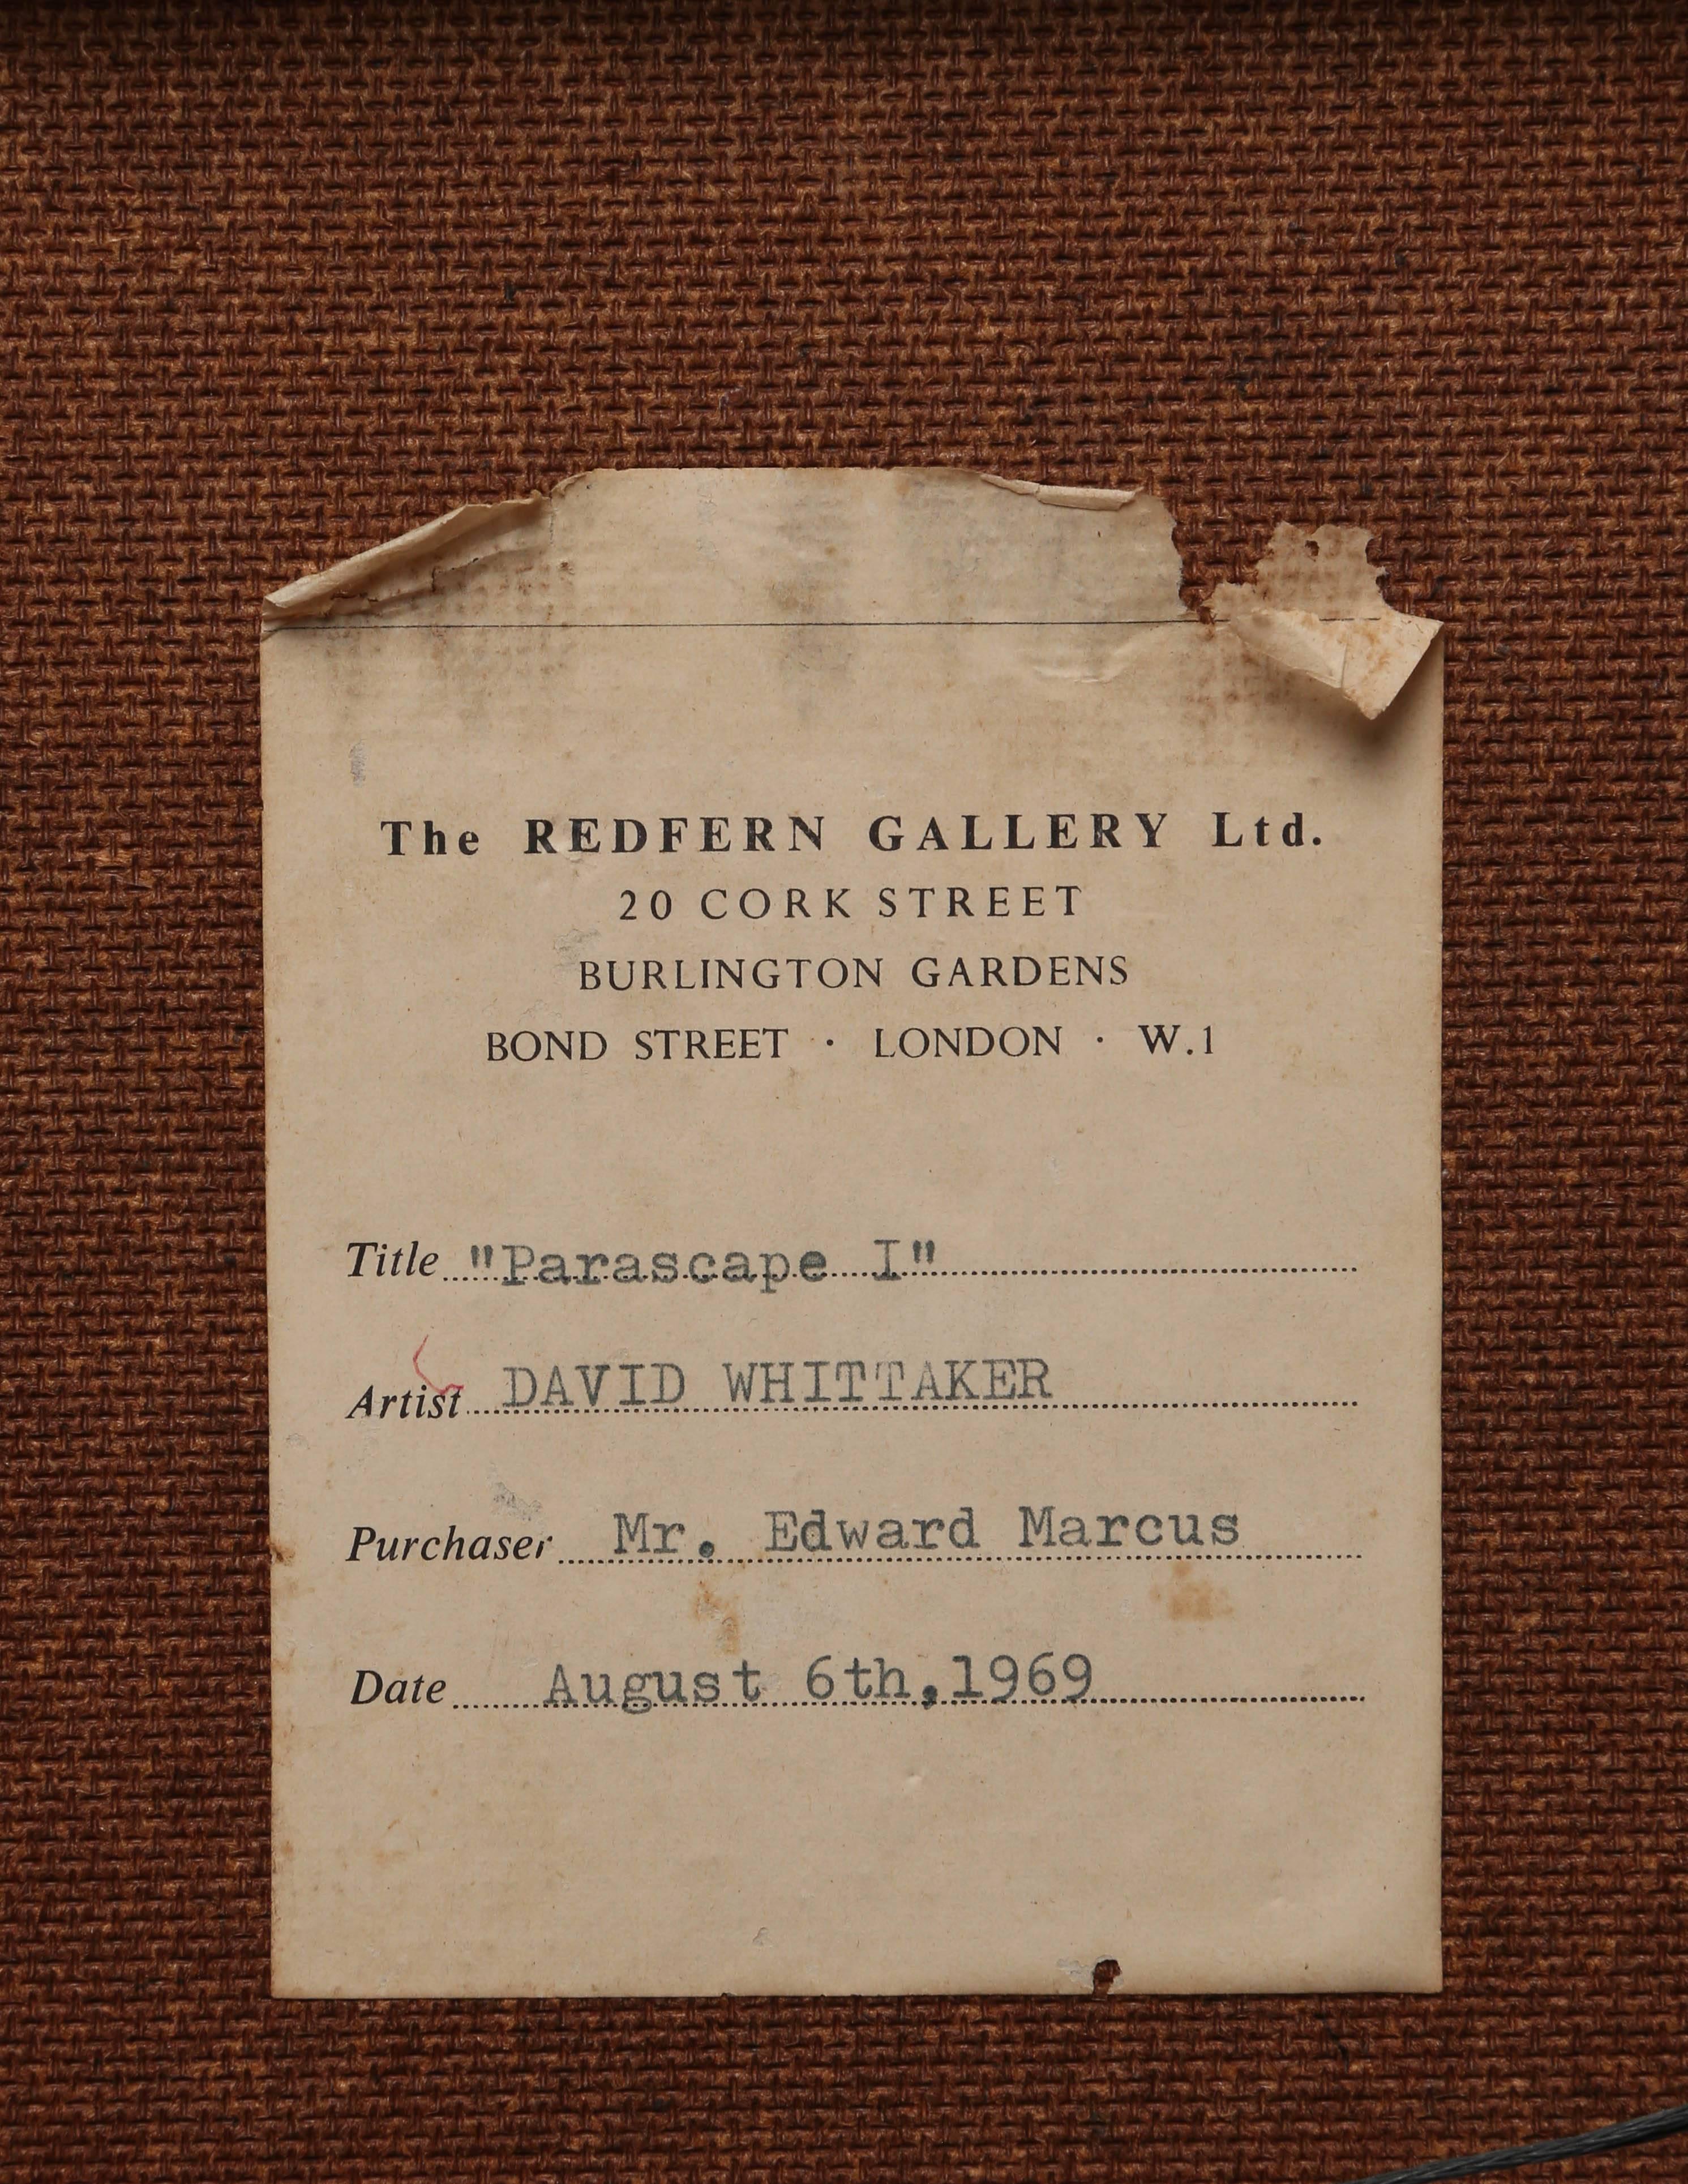 The REDFERN GALLERY Ltd.
20 CORK STREET
BURLINGTON GARDENS
BOND STREET · LONDON · W.1
Title "Parascape I"
Artist DAVID WHITTAKER
Purchaser Mr. Edward Marcus
Date August 6th,1969